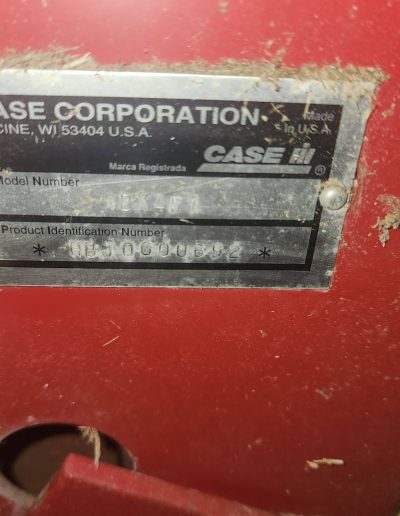 ASE CORPORATION
CINE, WI 53404 U.S.A.
Made
in U.S.A.
Marca Registrada
CASE IH
®
Model Number
Product Identification Number